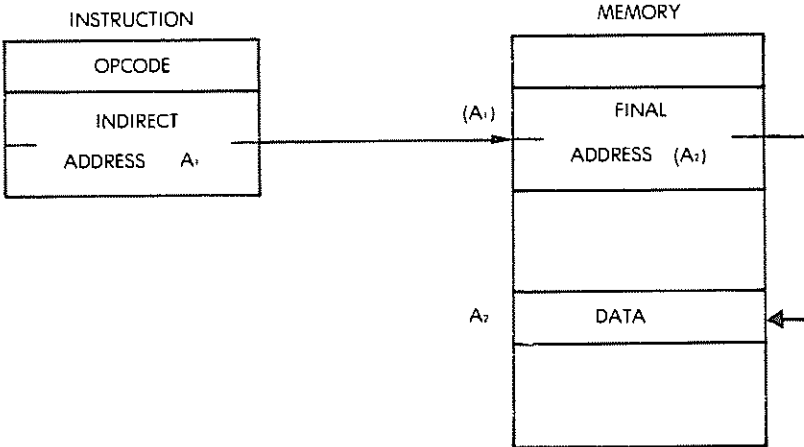 INSTRUCTION
OPCODE
INDIRECT
ADDRESS A₁
MEMORY
(A₁)
FINAL
ADDRESS (A₂)
A₂
DATA